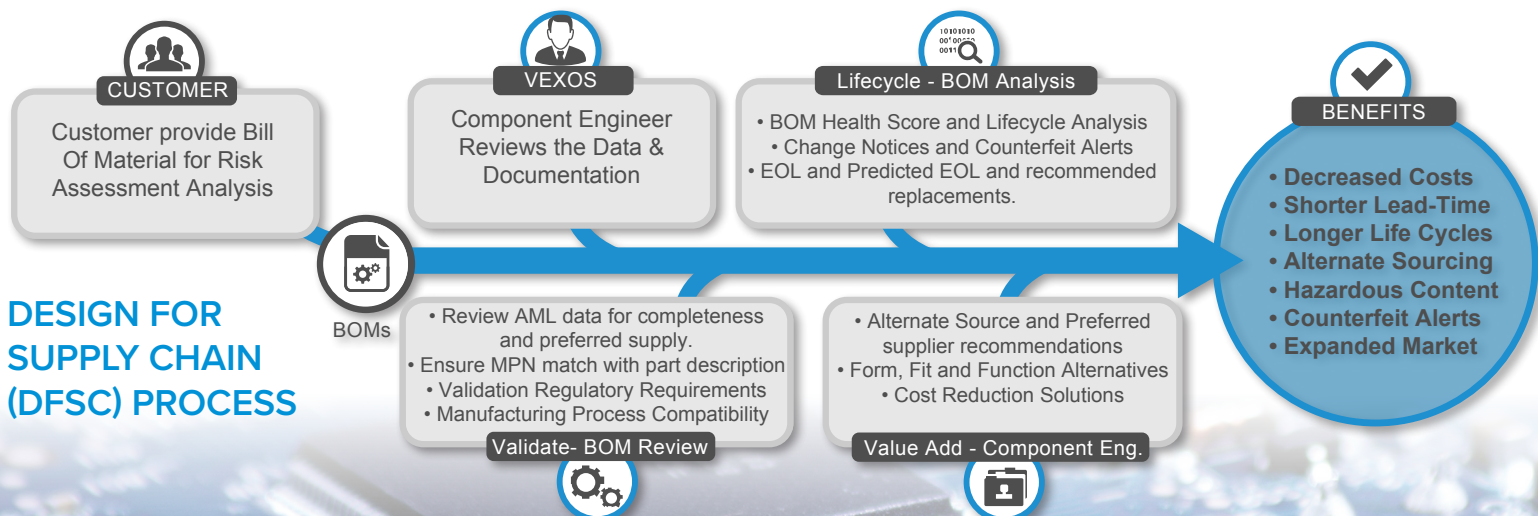 CUSTOMER
Customer provide Bill
Of Material for Risk
Assessment Analysis
VEXOS
Component Engineer
Reviews the Data &
Documentation
10101010
Lifecycle - BOM Analysis
• BOM Health Score and Lifecycle Analysis
• Change Notices and Counterfeit Alerts
• EOL and Predicted EOL and recommended
replacements.
BENEFITS
• Decreased Costs
• Shorter Lead-Time
• Longer Life Cycles
• Alternate Sourcing
• Hazardous Content
• Counterfeit Alerts
• Expanded Market
BOMs
DESIGN FOR
SUPPLY CHAIN
(DFSC) PROCESS
• Review AML data for completeness
and preferred supply.
• Ensure MPN match with part description
• Validation Regulatory Requirements
• Manufacturing Process Compatibility
Validate- BOM Review
• Alternate Source and Preferred
supplier recommendations
• Form, Fit and Function Alternatives
• Cost Reduction Solutions
Value Add - Component Eng.